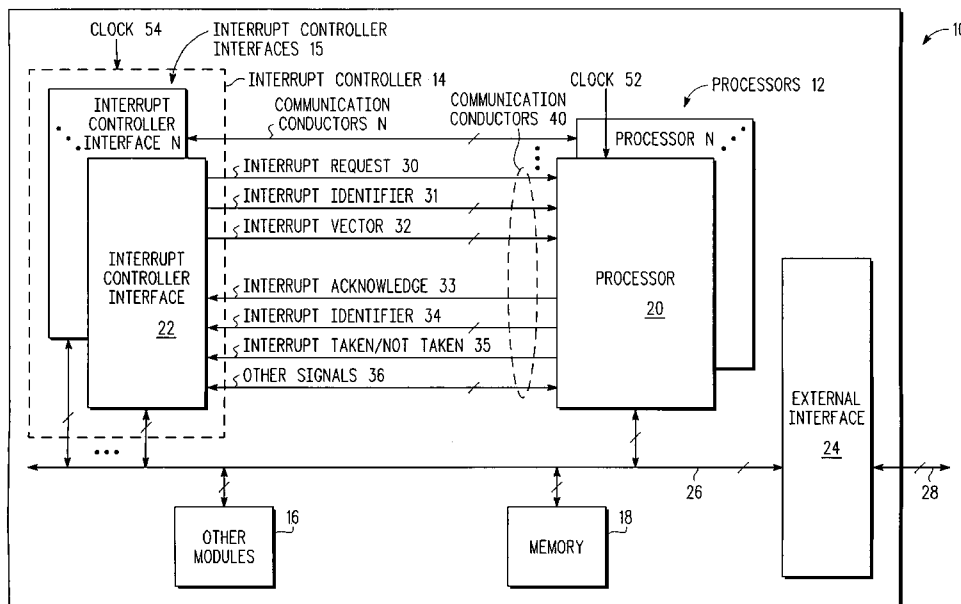 CLOCK 54
INTERRUPT CONTROLLER
INTERFACES 15
10
INTERRUPT CONTROLLER 14
CLOCK 52
PROCESSORS 12
INTERRUPT
CONTROLLER
INTERFACE N
COMMUNICATION
CONDUCTORS N
COMMUNICATION
CONDUCTORS 40
PROCESSOR N
INTERRUPT REQUEST 30
INTERRUPT IDENTIFIER 31
INTERRUPT VECTOR 32
INTERRUPT
CONTROLLER
INTERFACE
22
PROCESSOR
20
INTERRUPT ACKNOWLEDGE 33
INTERRUPT IDENTIFIER 34
INTERRUPT TAKEN/NOT TAKEN 35
OTHER SIGNALS 36
EXTERNAL
INTERFACE
24
26
28
OTHER
MODULES
16
MEMORY
18